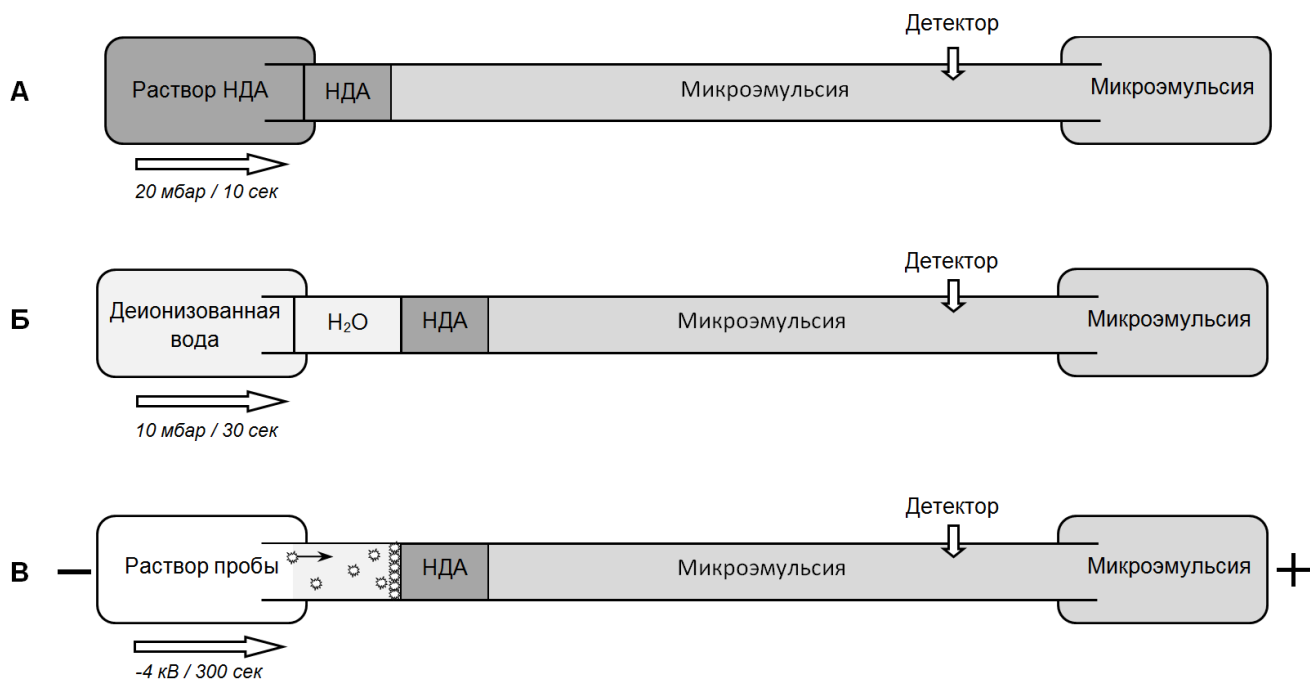 Детектор
А
Раствор НДА
НДА
Микроэмульсия
Микроэмульсия
20 мбар / 10 сек
Детектор
Б
Деионизованная
вода
H₂O
НДА
Микроэмульсия
Микроэмульсия
10 мбар / 30 сек
Детектор
В
−
Раствор пробы
НДА
Микроэмульсия
Микроэмульсия
+
-4 кВ / 300 сек